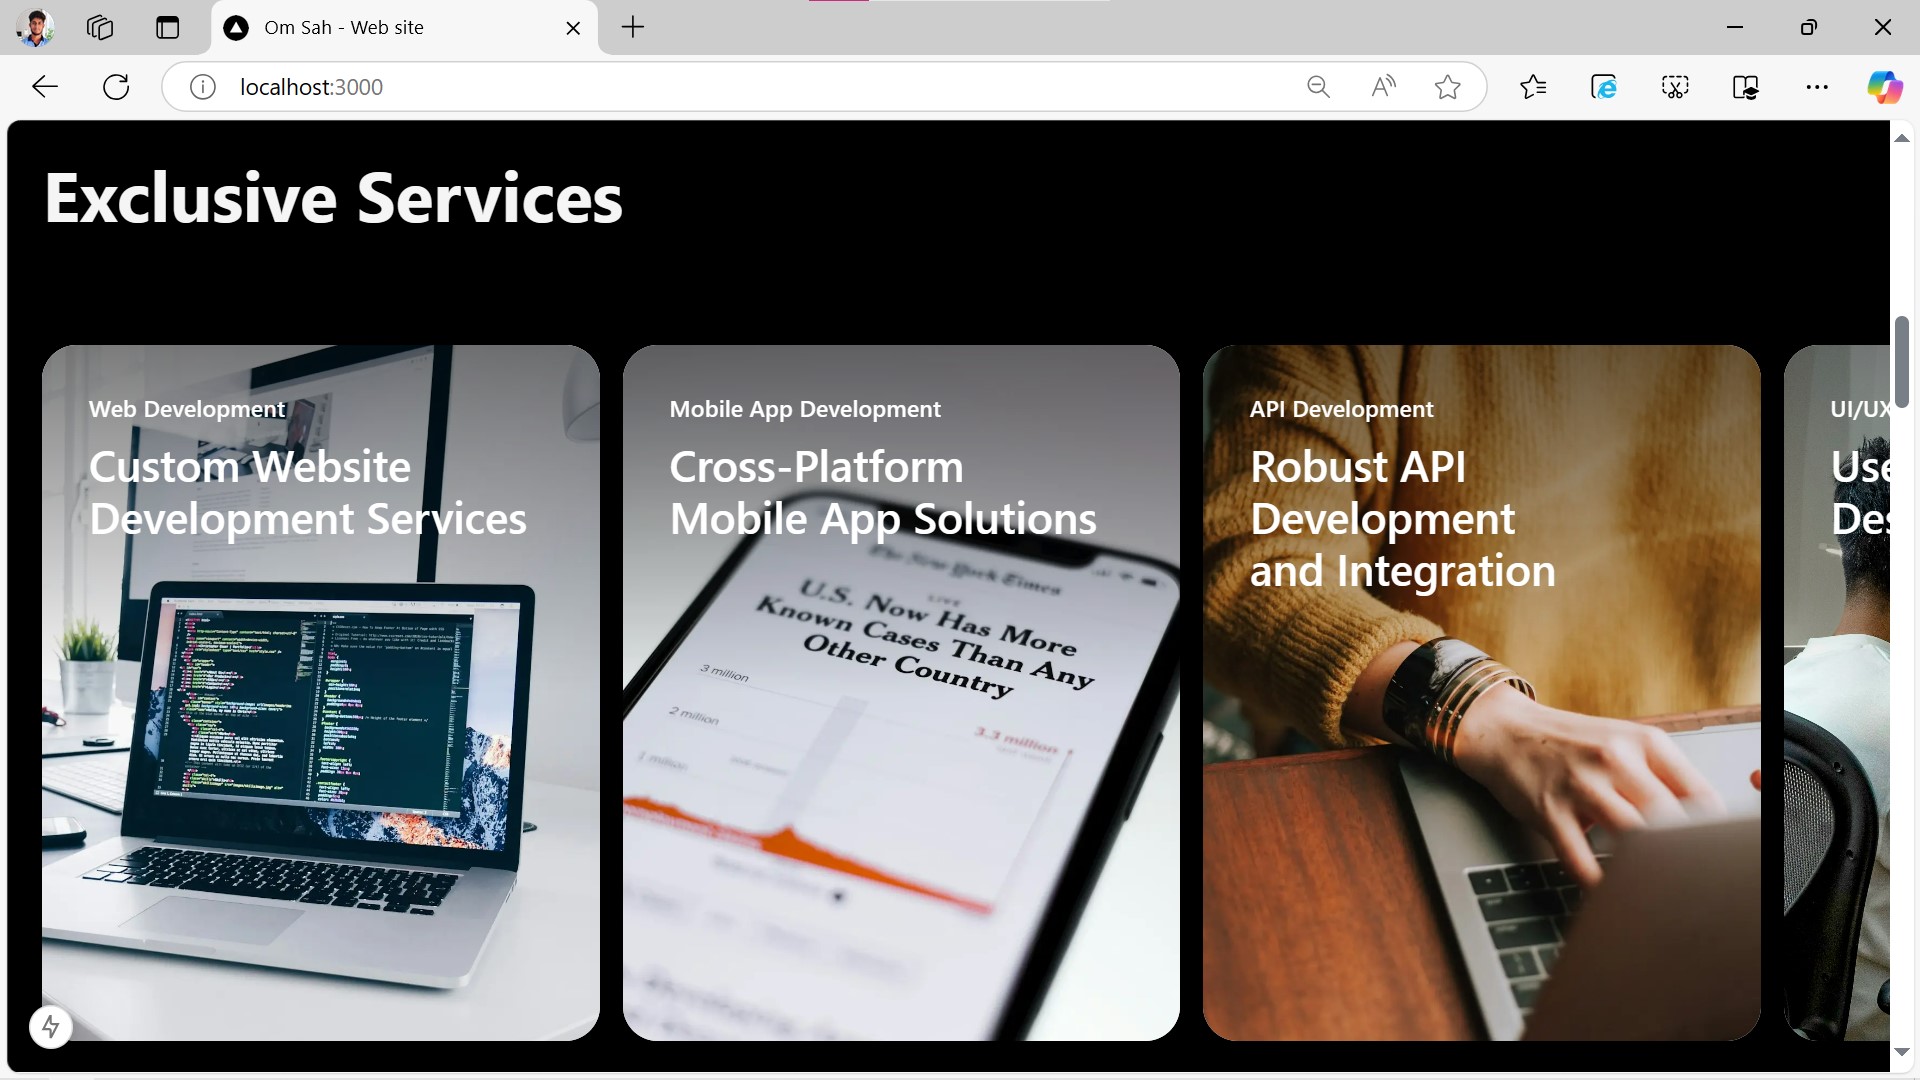 Om Sah - Web site
localhost:3000
Exclusive Services
Web Development
Custom Website
Development Services
Mobile App Development
Cross-Platform
Mobile App Solutions
The New York Times
LIVE
U.S. Now Has More
Known Cases Than Any
Other Country
3 million
2 million
1 million
3.3 million
API Development
Robust API
Development
and Integration
UI/UX
Use
Des